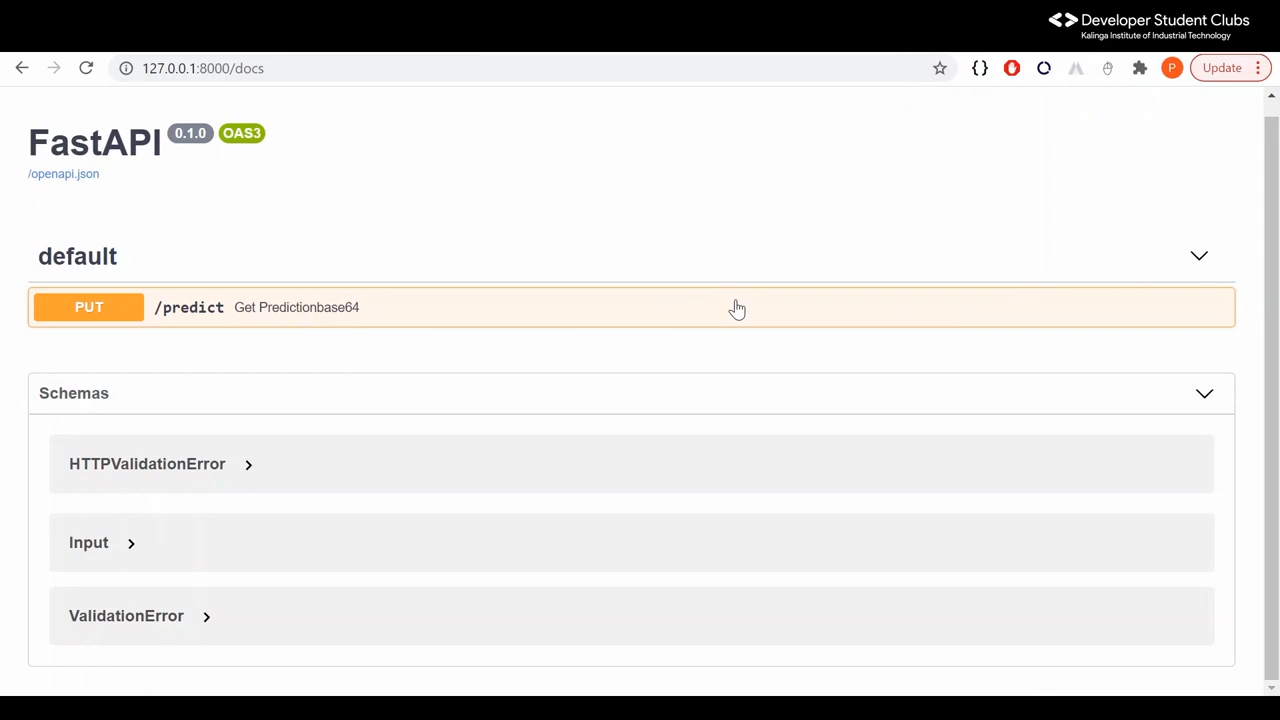 <> Developer Student Clubs
Kalinga Institute of Industrial Technology
127.0.0.1:8000/docs
{ }
P
Update
FastAPI 0.1.0 OAS3
/openapi.json
default
PUT /predict Get Predictionbase64
Schemas
HTTPValidationError
Input
ValidationError